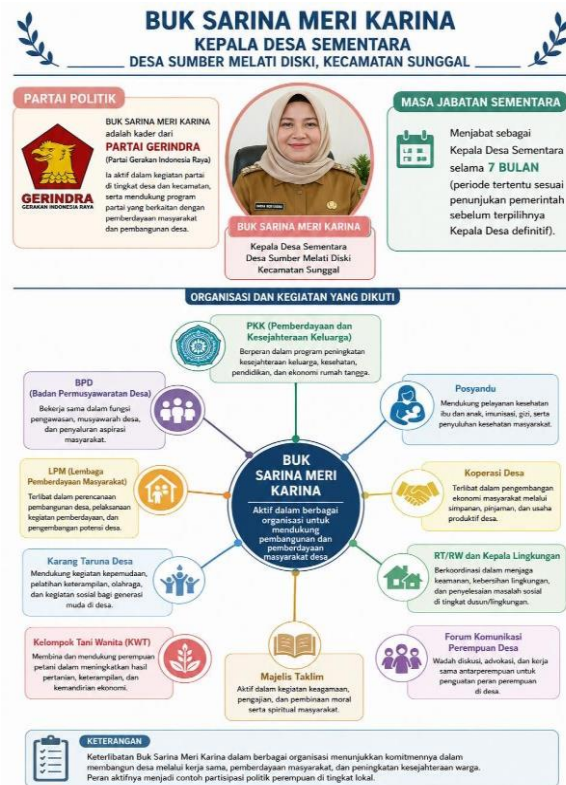 BUK SARINA MERI KARINA
KEPALA DESA SEMENTARA
DESA SUMBER MELATI DISKI, KECAMATAN SUNGGAL
PARTAI POLITIK
GERINDRA
GERAKAN INDONESIA RAYA
BUK SARINA MERI KARINA
adalah kader dari
PARTAI GERINDRA
(Partai Gerakan Indonesia Raya)
Ia aktif dalam kegiatan partai
di tingkat desa dan kecamatan,
serta mendukung program
partai yang berkaitan dengan
pemberdayaan masyarakat
dan pembangunan desa.
BUK SARINA MERI KARINA
Kepala Desa Sementara
Desa Sumber Melati Diski
Kecamatan Sunggal
MASA JABATAN SEMENTARA
Menjabat sebagai
Kepala Desa Sementara
selama 7 BULAN
(periode tertentu sesuai
penunjukan pemerintah
sebelum terpilihnya
Kepala Desa definitif).
ORGANISASI DAN KEGIATAN YANG DIKUTI
PKK (Pemberdayaan dan
Kesejahteraan Keluarga)
Berperan dalam program peningkatan
kesejahteraan keluarga, kesehatan,
pendidikan, dan ekonomi rumah tangga.
BPD
(Badan Permusyawaratan Desa)
Bekerja sama dalam fungsi
pengawasan, musyawarah desa,
dan penyaluran aspirasi
masyarakat.
Posyandu
Mendukung pelayanan kesehatan
ibu dan anak, imunisasi, gizi, serta
penyuluhan kesehatan masyarakat.
LPM (Lembaga
Pemberdayaan Masyarakat)
Terlibat dalam perencanaan
pembangunan desa, pelaksanaan
kegiatan pemberdayaan, dan
pengembangan potensi desa.
BUK
SARINA MERI
KARINA
Aktif dalam berbagai
organisasi untuk
mendukung
pembangunan dan
pemberdayaan
masyarakat desa
Koperasi Desa
Terlibat dalam pengembangan
ekonomi masyarakat melalui
simpanan, pinjaman, dan usaha
produktif desa.
Karang Taruna Desa
Mendukung kegiatan kepemudaan,
pelatihan keterampilan, olahraga,
dan kegiatan sosial bagi generasi
muda di desa.
RT/RW dan Kepala Lingkungan
Berkoordinasi dalam menjaga
keamanan, kebersihan lingkungan,
dan penyelesaian masalah sosial
di tingkat dusun/lingkungan.
Kelompok Tani Wanita (KWT)
Membina dan mendukung perempuan
petani dalam meningkatkan hasil
pertanian, keterampilan, dan
kemandirian ekonomi.
Majelis Taklim
Aktif dalam kegiatan keagamaan,
pengajian, dan pembinaan moral
serta spiritual masyarakat.
Forum Komunikasi
Perempuan Desa
Wadah diskusi, advokasi, dan kerja
sama antarperempuan untuk
penguatan peran perempuan
di desa.
KETERANGAN
Keterlibatan Buk Sarina Meri Karina dalam berbagai organisasi menunjukkan komitmennya dalam
membangun desa melalui kerja sama, pemberdayaan masyarakat, dan peningkatan kesejahteraan warga.
Peran aktifnya menjadi contoh partisipasi politik perempuan di tingkat lokal.